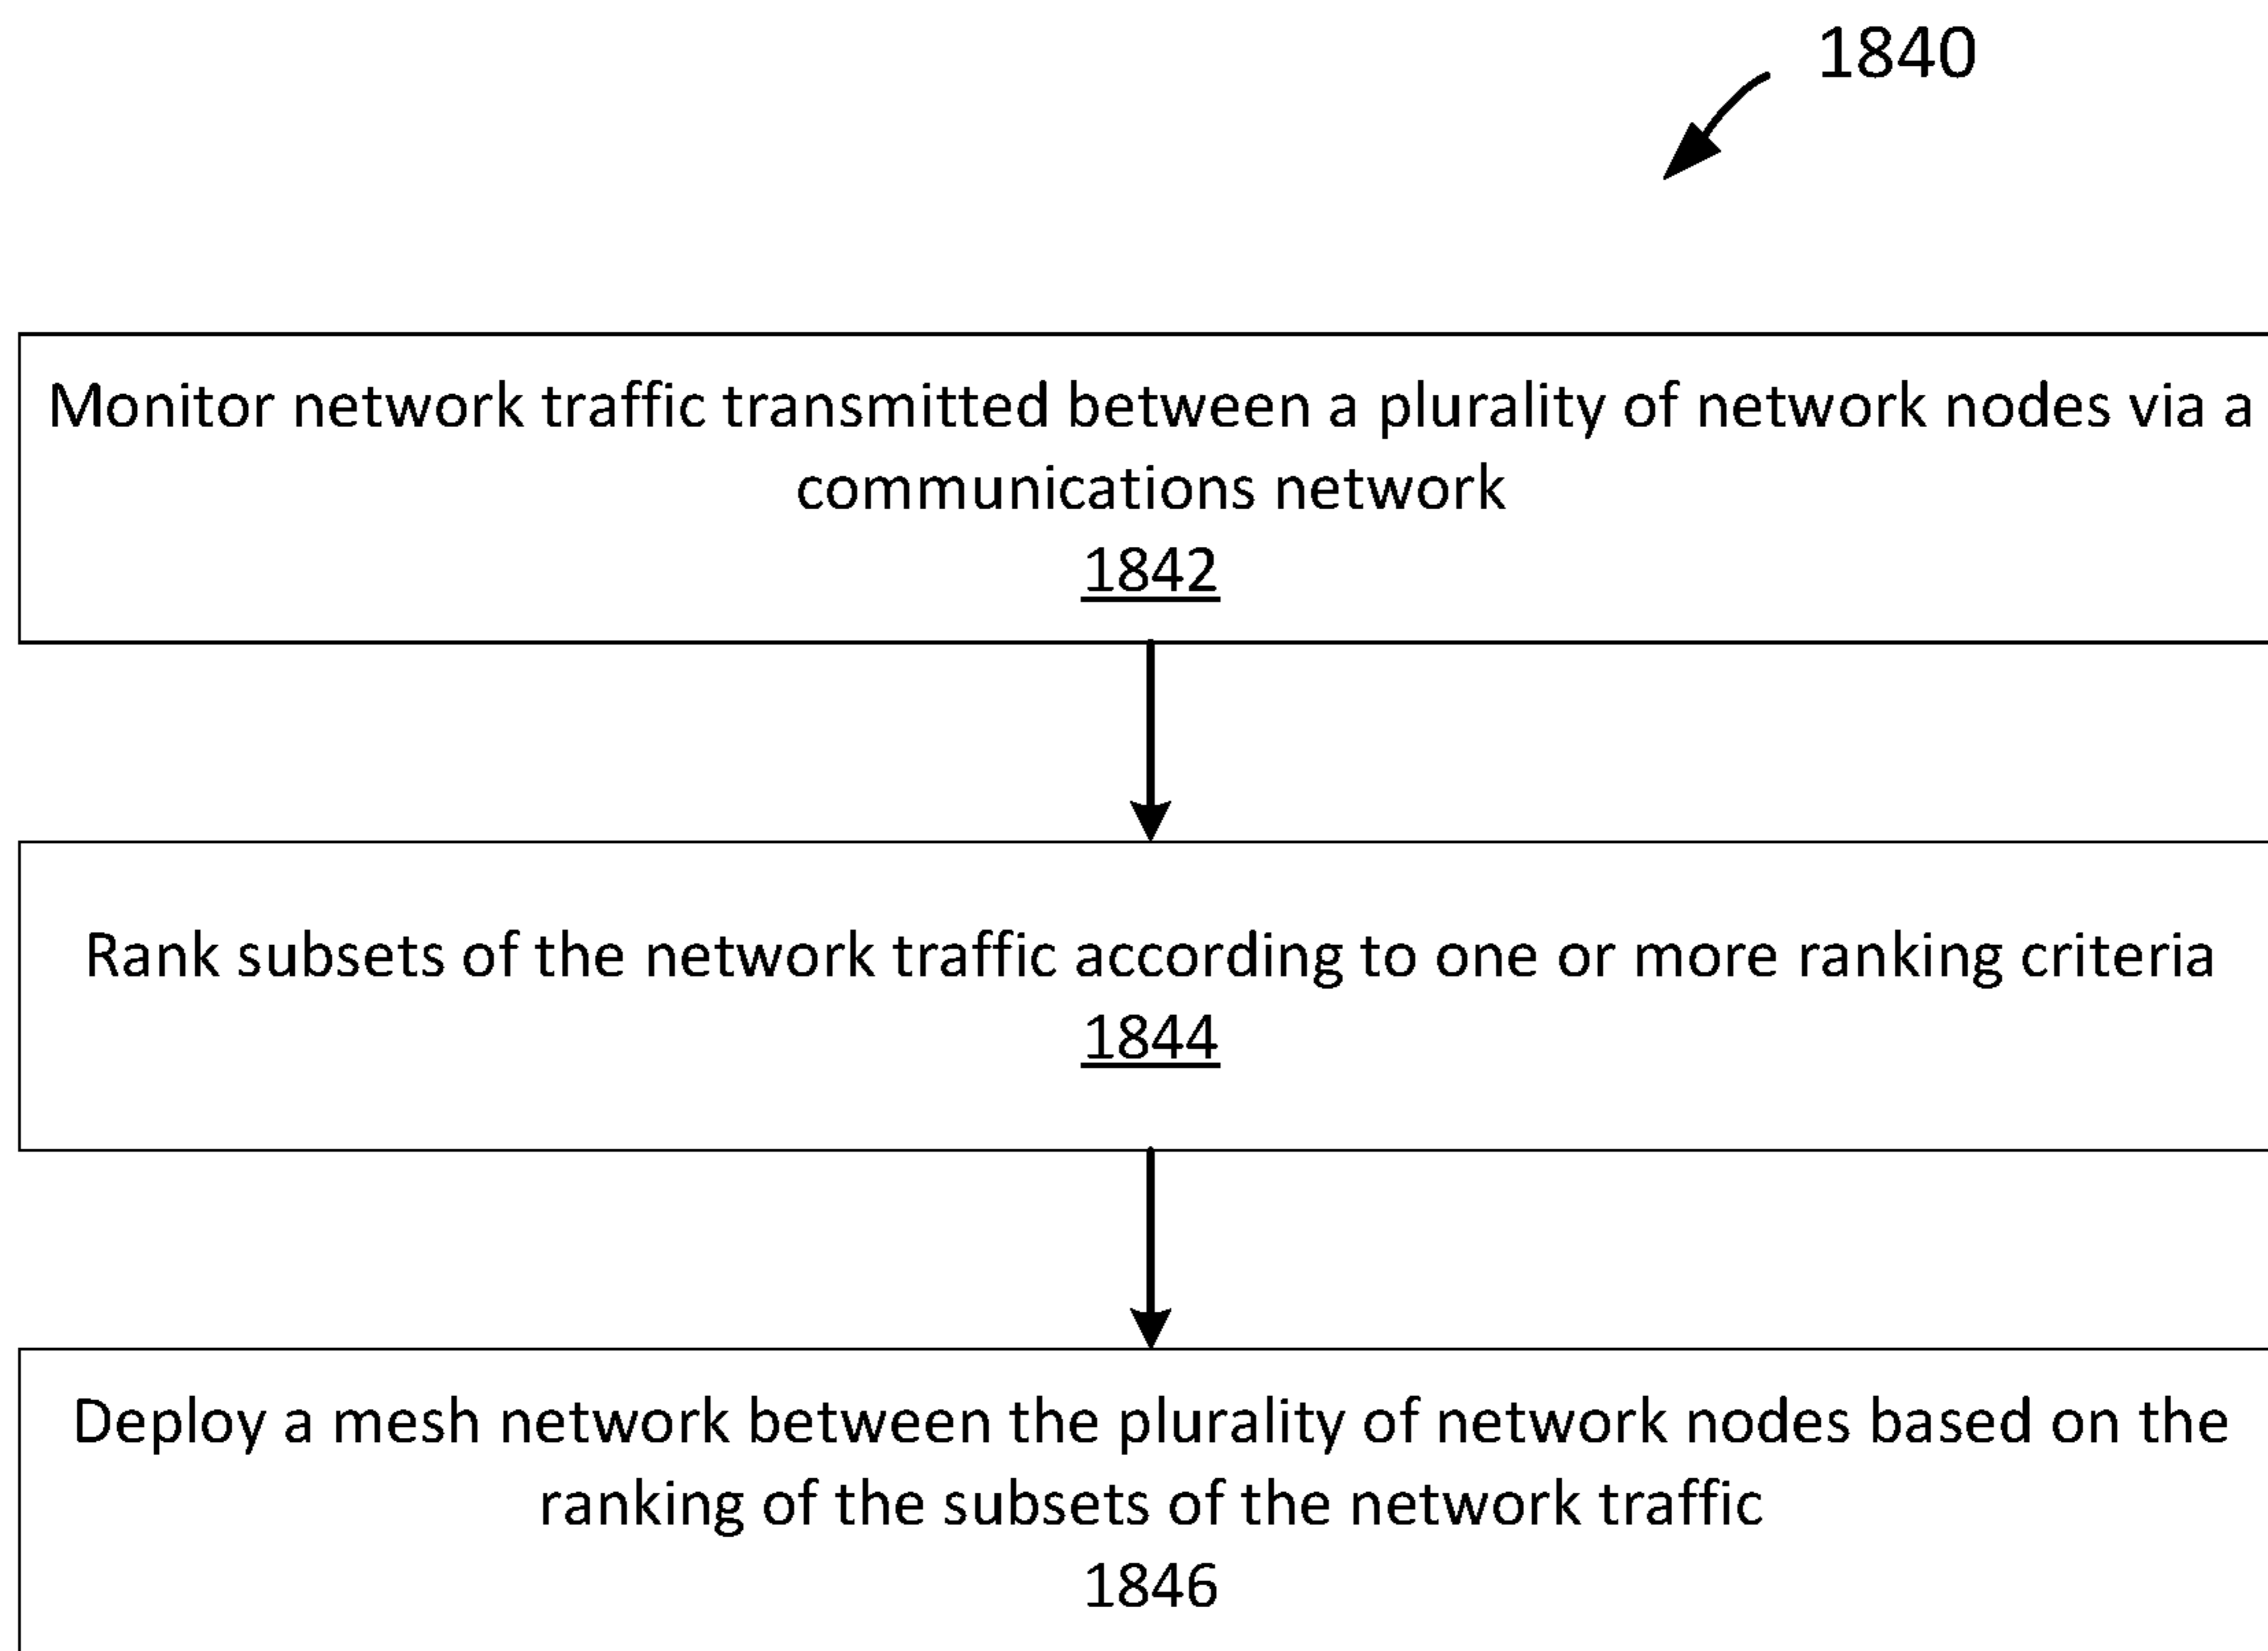 1840
Monitor network traffic transmitted between a plurality of network nodes via a
communications network
1842
Rank subsets of the network traffic according to one or more ranking criteria
1844
Deploy a mesh network between the plurality of network nodes based on the
ranking of the subsets of the network traffic
1846